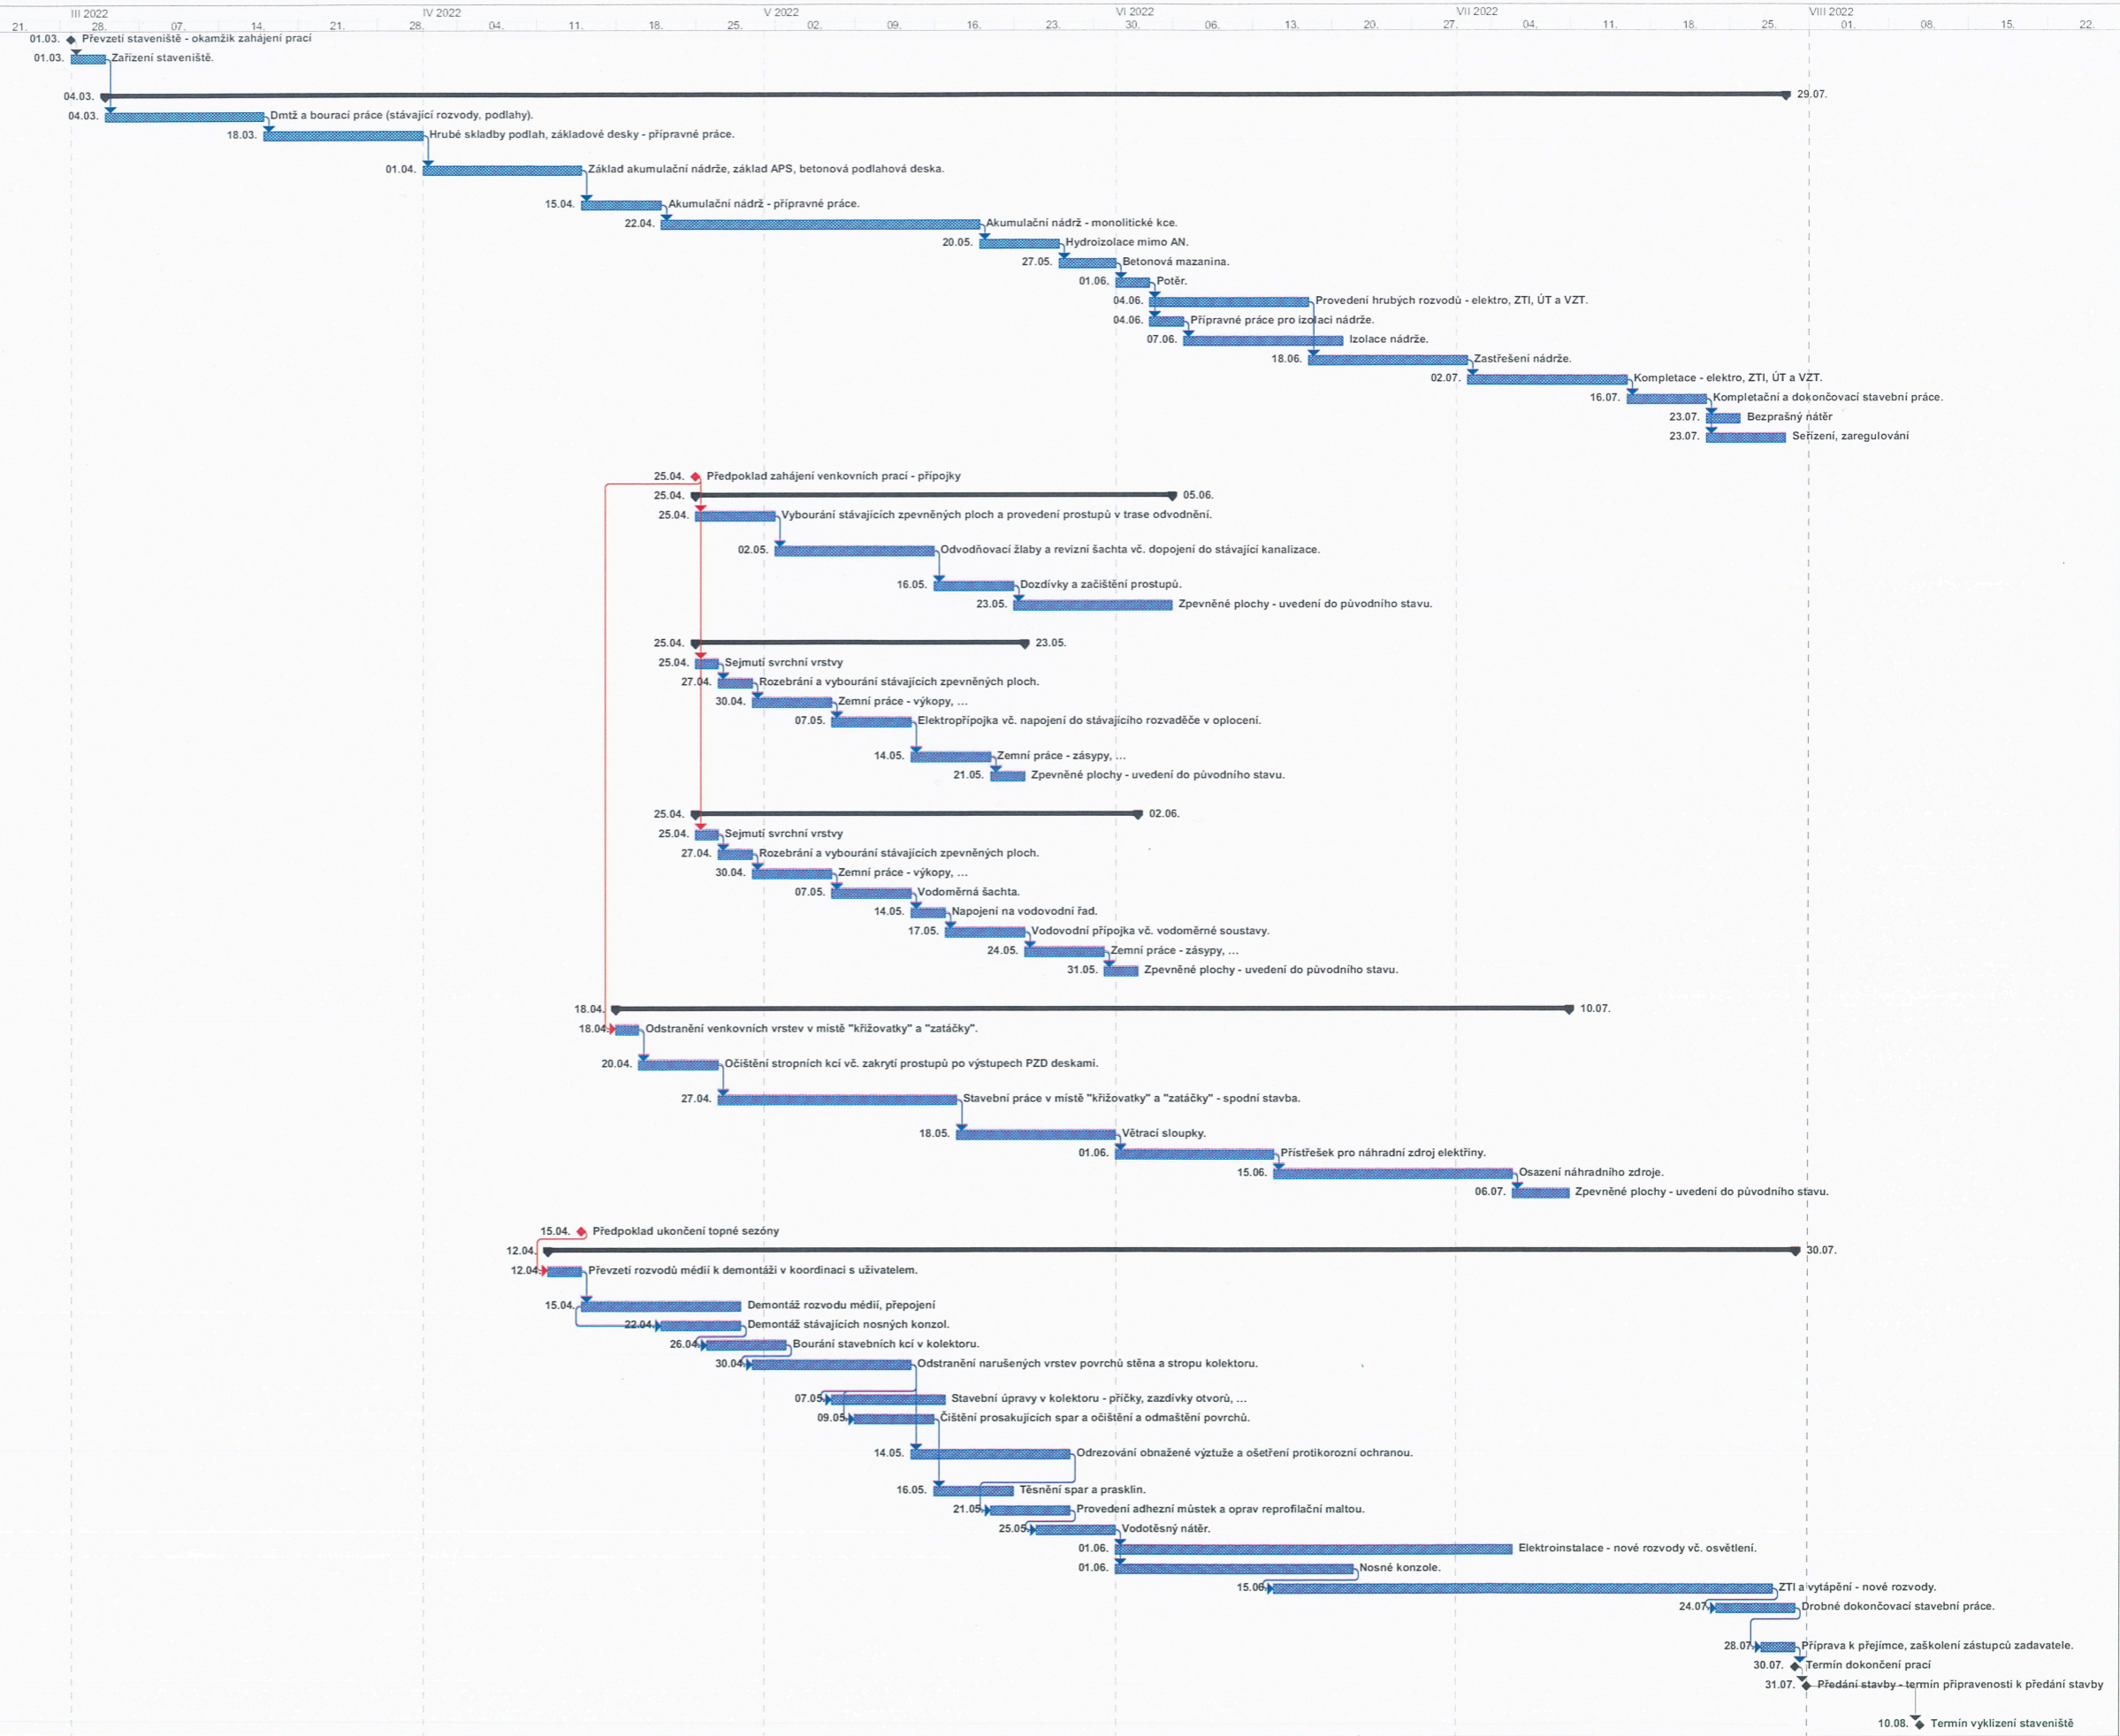 III 2022 IV 2022 V 2022 VI 2022 VII 2022 VIII 2022
21. 28. 07. 14. 21. 28. 04. 11. 18. 25. 02. 09. 16. 23. 30. 06. 13. 20. 27. 04. 11. 18. 25. 01. 08. 15. 22.
01.03. Převzetí staveniště - okamžik zahájení prací
01.03. Zařízení staveniště.
04.03. 29.07.
04.03. Dmtž a bourací práce (stávající rozvody, podlahy).
18.03. Hrubé skladby podlah, základové desky - přípravné práce.
01.04. Základ akumulační nádrže, základ APS, betonová podlahová deska.
15.04. Akumulační nádrž - přípravné práce.
22.04. Akumulační nádrž - monolitické kce.
20.05. Hydroizolace mimo AN.
27.05. Betonová mazanina.
01.06. Potěr.
04.06. Provedení hrubých rozvodů - elektro, ZTI, ÚT a VZT.
04.06. Přípravné práce pro izolaci nádrže.
07.06. Izolace nádrže.
18.06. Zastřešení nádrže.
02.07. Kompletace - elektro, ZTI, ÚT a VZT.
16.07. Kompletační a dokončovací stavební práce.
23.07. Bezprašný nátěr
23.07. Seřízení, zaregulování
25.04. Předpoklad zahájení venkovních prací - přípojky
25.04. 05.06.
25.04. Vybourání stávajících zpevněných ploch a provedení prostupů v trase odvodnění.
02.05. Odvodňovací žlaby a revizní šachta vč. dopojení do stávající kanalizace.
16.05. Dozdívky a začištění prostupů.
23.05. Zpevněné plochy - uvedení do původního stavu.
25.04. 23.05.
25.04. Sejmutí svrchní vrstvy
27.04. Rozebrání a vybourání stávajících zpevněných ploch.
30.04. Zemní práce - výkopy, ...
07.05. Elektropřípojka vč. napojení do stávajícího rozvaděče v oplocení.
14.05. Zemní práce - zásypy, ...
21.05. Zpevněné plochy - uvedení do původního stavu.
25.04. 02.06.
25.04. Sejmutí svrchní vrstvy
27.04. Rozebrání a vybourání stávajících zpevněných ploch.
30.04. Zemní práce - výkopy, ...
07.05. Vodoměrná šachta.
14.05. Napojení na vodovodní řad.
17.05. Vodovodní přípojka vč. vodoměrné soustavy.
24.05. Zemní práce - zásypy, ...
31.05. Zpevněné plochy - uvedení do původního stavu.
18.04. 10.07.
18.04. Odstranění venkovních vrstev v místě "křižovatky" a "zatáčky".
20.04. Očištění stropních kcí vč. zakrytí prostupů po výstupech PZD deskami.
27.04. Stavební práce v místě "křižovatky" a "zatáčky" - spodní stavba.
18.05. Větrací sloupky.
01.06. Přístřešek pro náhradní zdroj elektřiny.
15.06. Osazení náhradního zdroje.
06.07. Zpevněné plochy - uvedení do původního stavu.
15.04. Předpoklad ukončení topné sezóny
12.04. 30.07.
12.04. Převzetí rozvodů médií k demontáži v koordinaci s uživatelem.
15.04. Demontáž rozvodu médií, přepojení
22.04. Demontáž stávajících nosných konzol.
26.04. Bourání stavebních kcí v kolektoru.
30.04. Odstranění narušených vrstev povrchů stěna a stropu kolektoru.
07.05. Stavební úpravy v kolektoru - příčky, zazdívky otvorů, ...
09.05. Čištění prosakujících spar a očištění a odmaštění povrchů.
14.05. Odrezování obnažené výztuže a ošetření protikorozní ochranou.
16.05. Těsnění spar a prasklin.
21.05. Provedení adhezní můstek a oprav reprofilační maltou.
25.05. Vodotěsný nátěr.
01.06. Elektroinstalace - nové rozvody vč. osvětlení.
01.06. Nosné konzole.
15.06. ZTI a vytápění - nové rozvody.
24.07. Drobné dokončovací stavební práce.
28.07. Příprava k přejímce, zaškolení zástupců zadavatele.
30.07. Termín dokončení prací
31.07. Předání stavby - termín připravenosti k předání stavby
10.08. Termín vyklizení staveniště